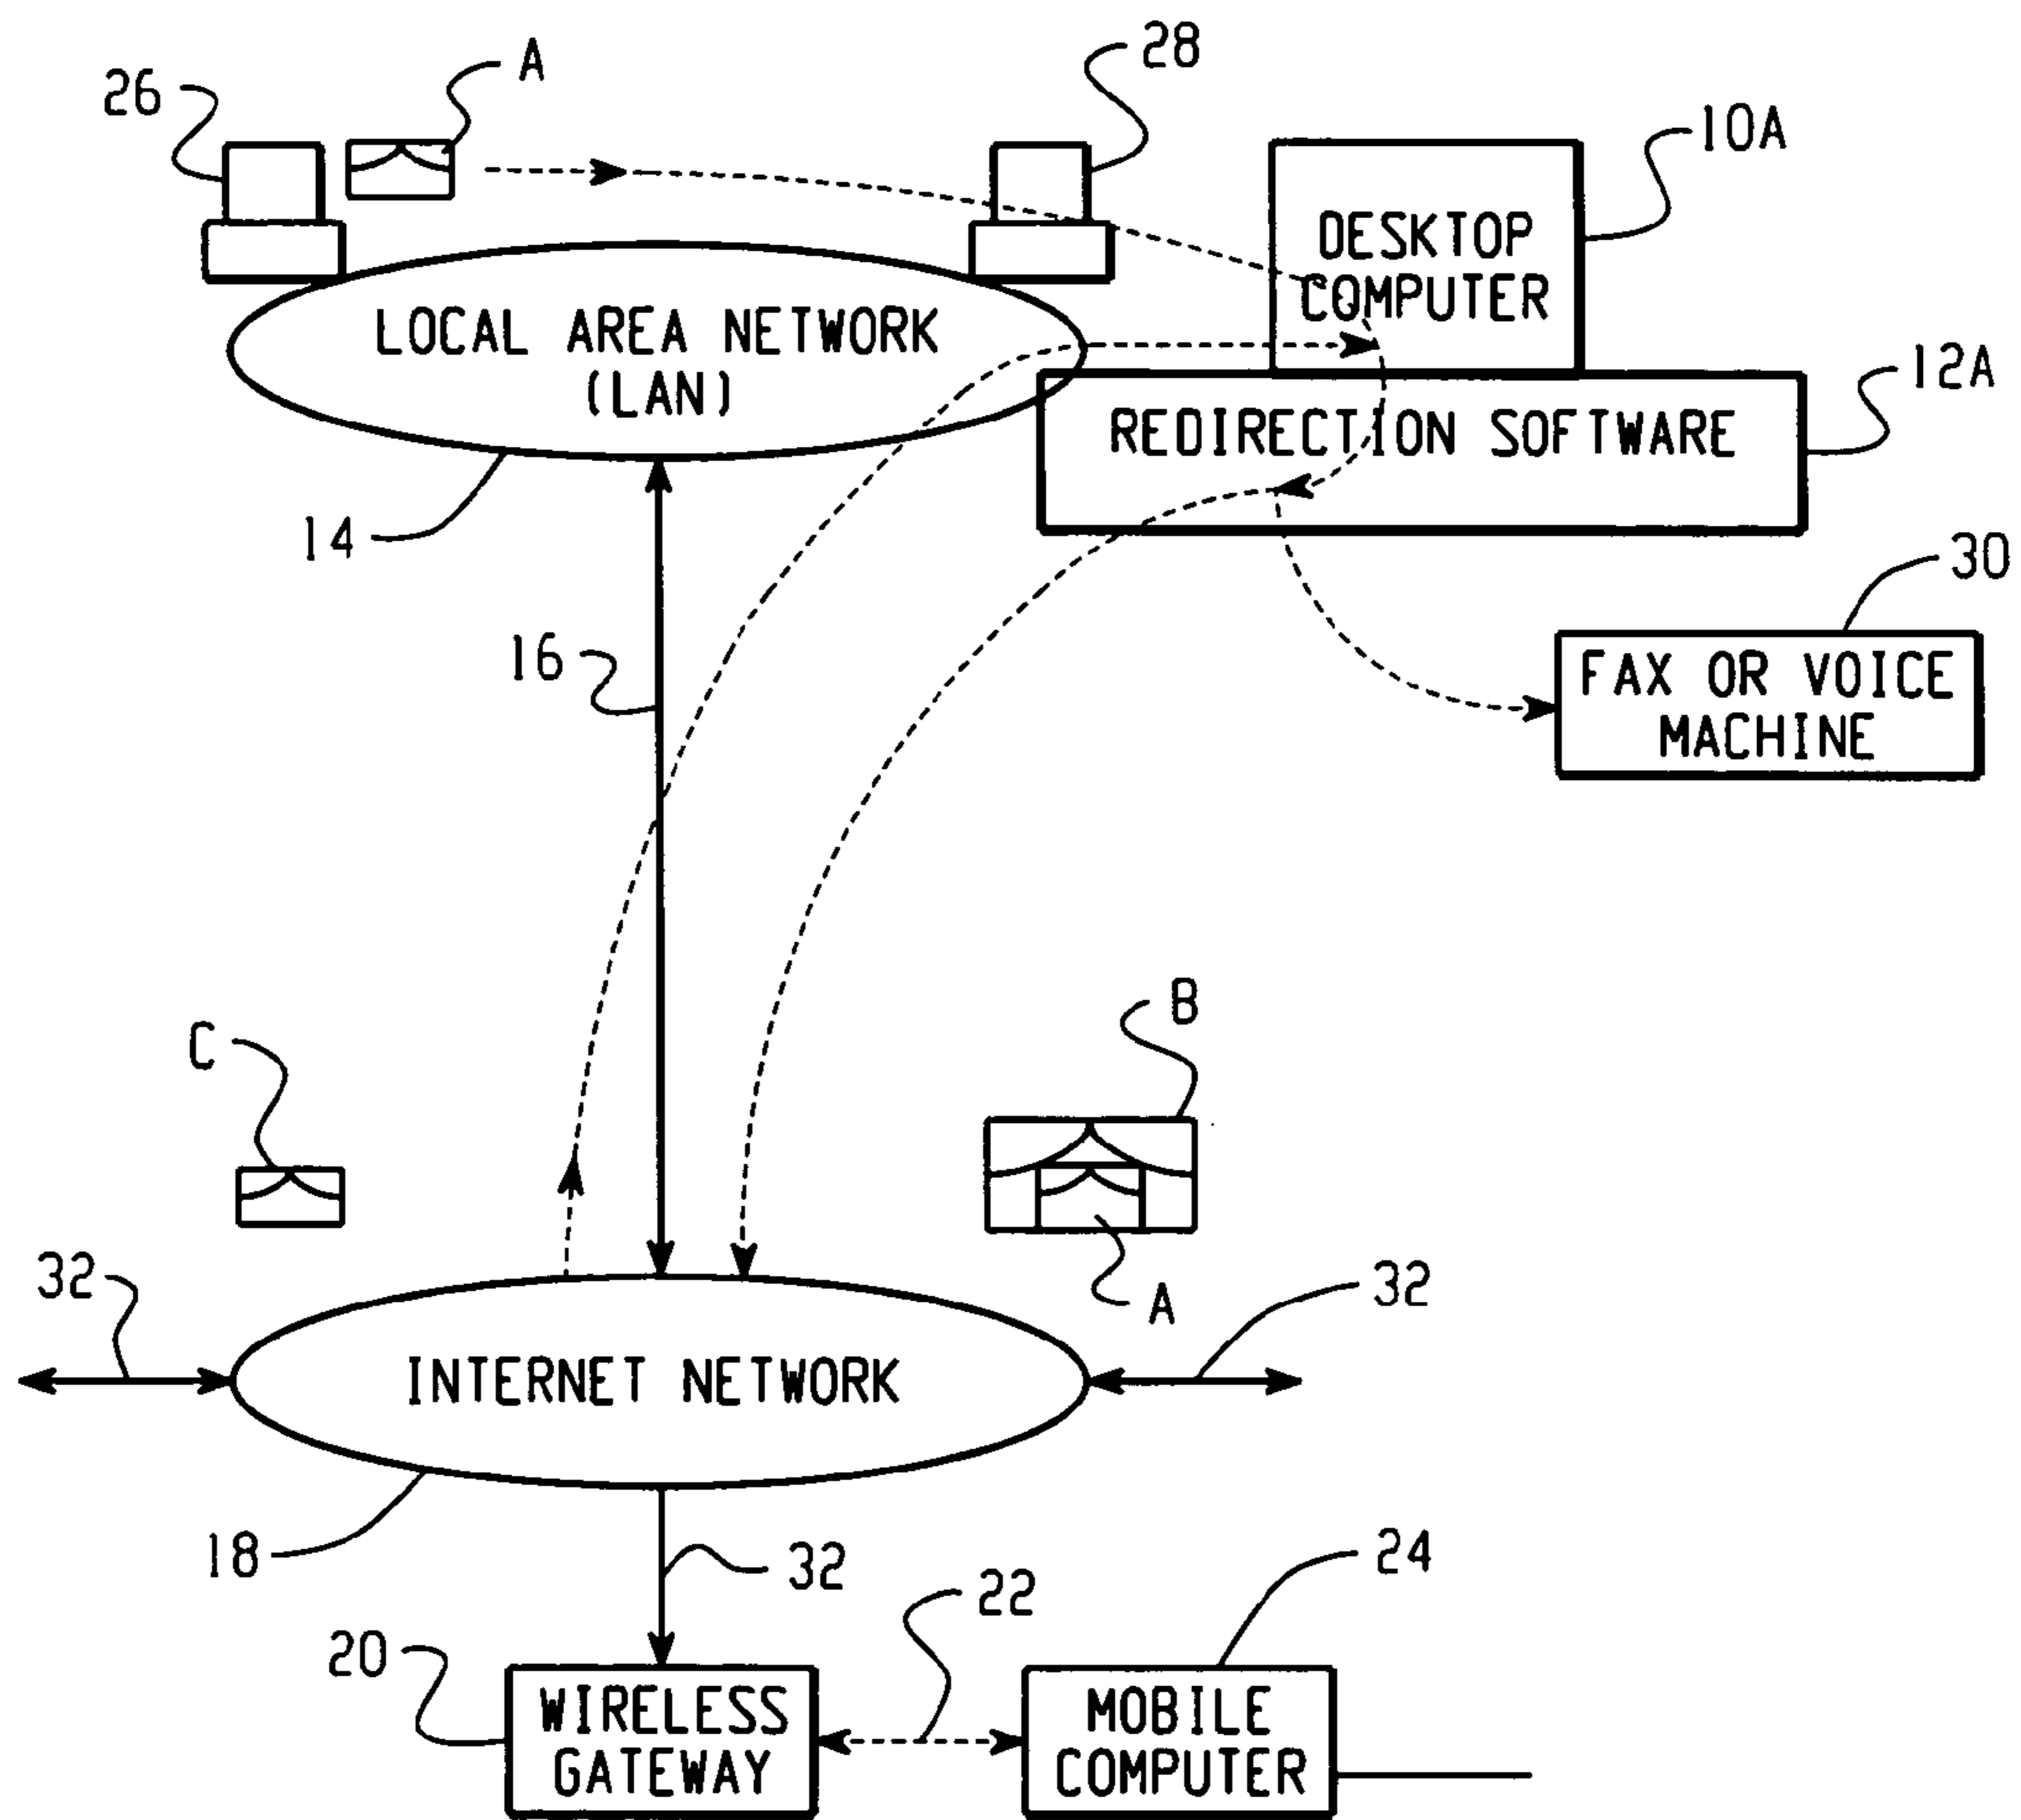 26
A
28
10A
DESKTOP
COMPUTER
LOCAL AREA NETWORK
(LAN)
12A
REDIRECTION SOFTWARE
14
30
16
FAX OR VOICE
MACHINE
B
C
32
A
32
INTERNET NETWORK
18
32
24
22
20
WIRELESS
GATEWAY
MOBILE
COMPUTER